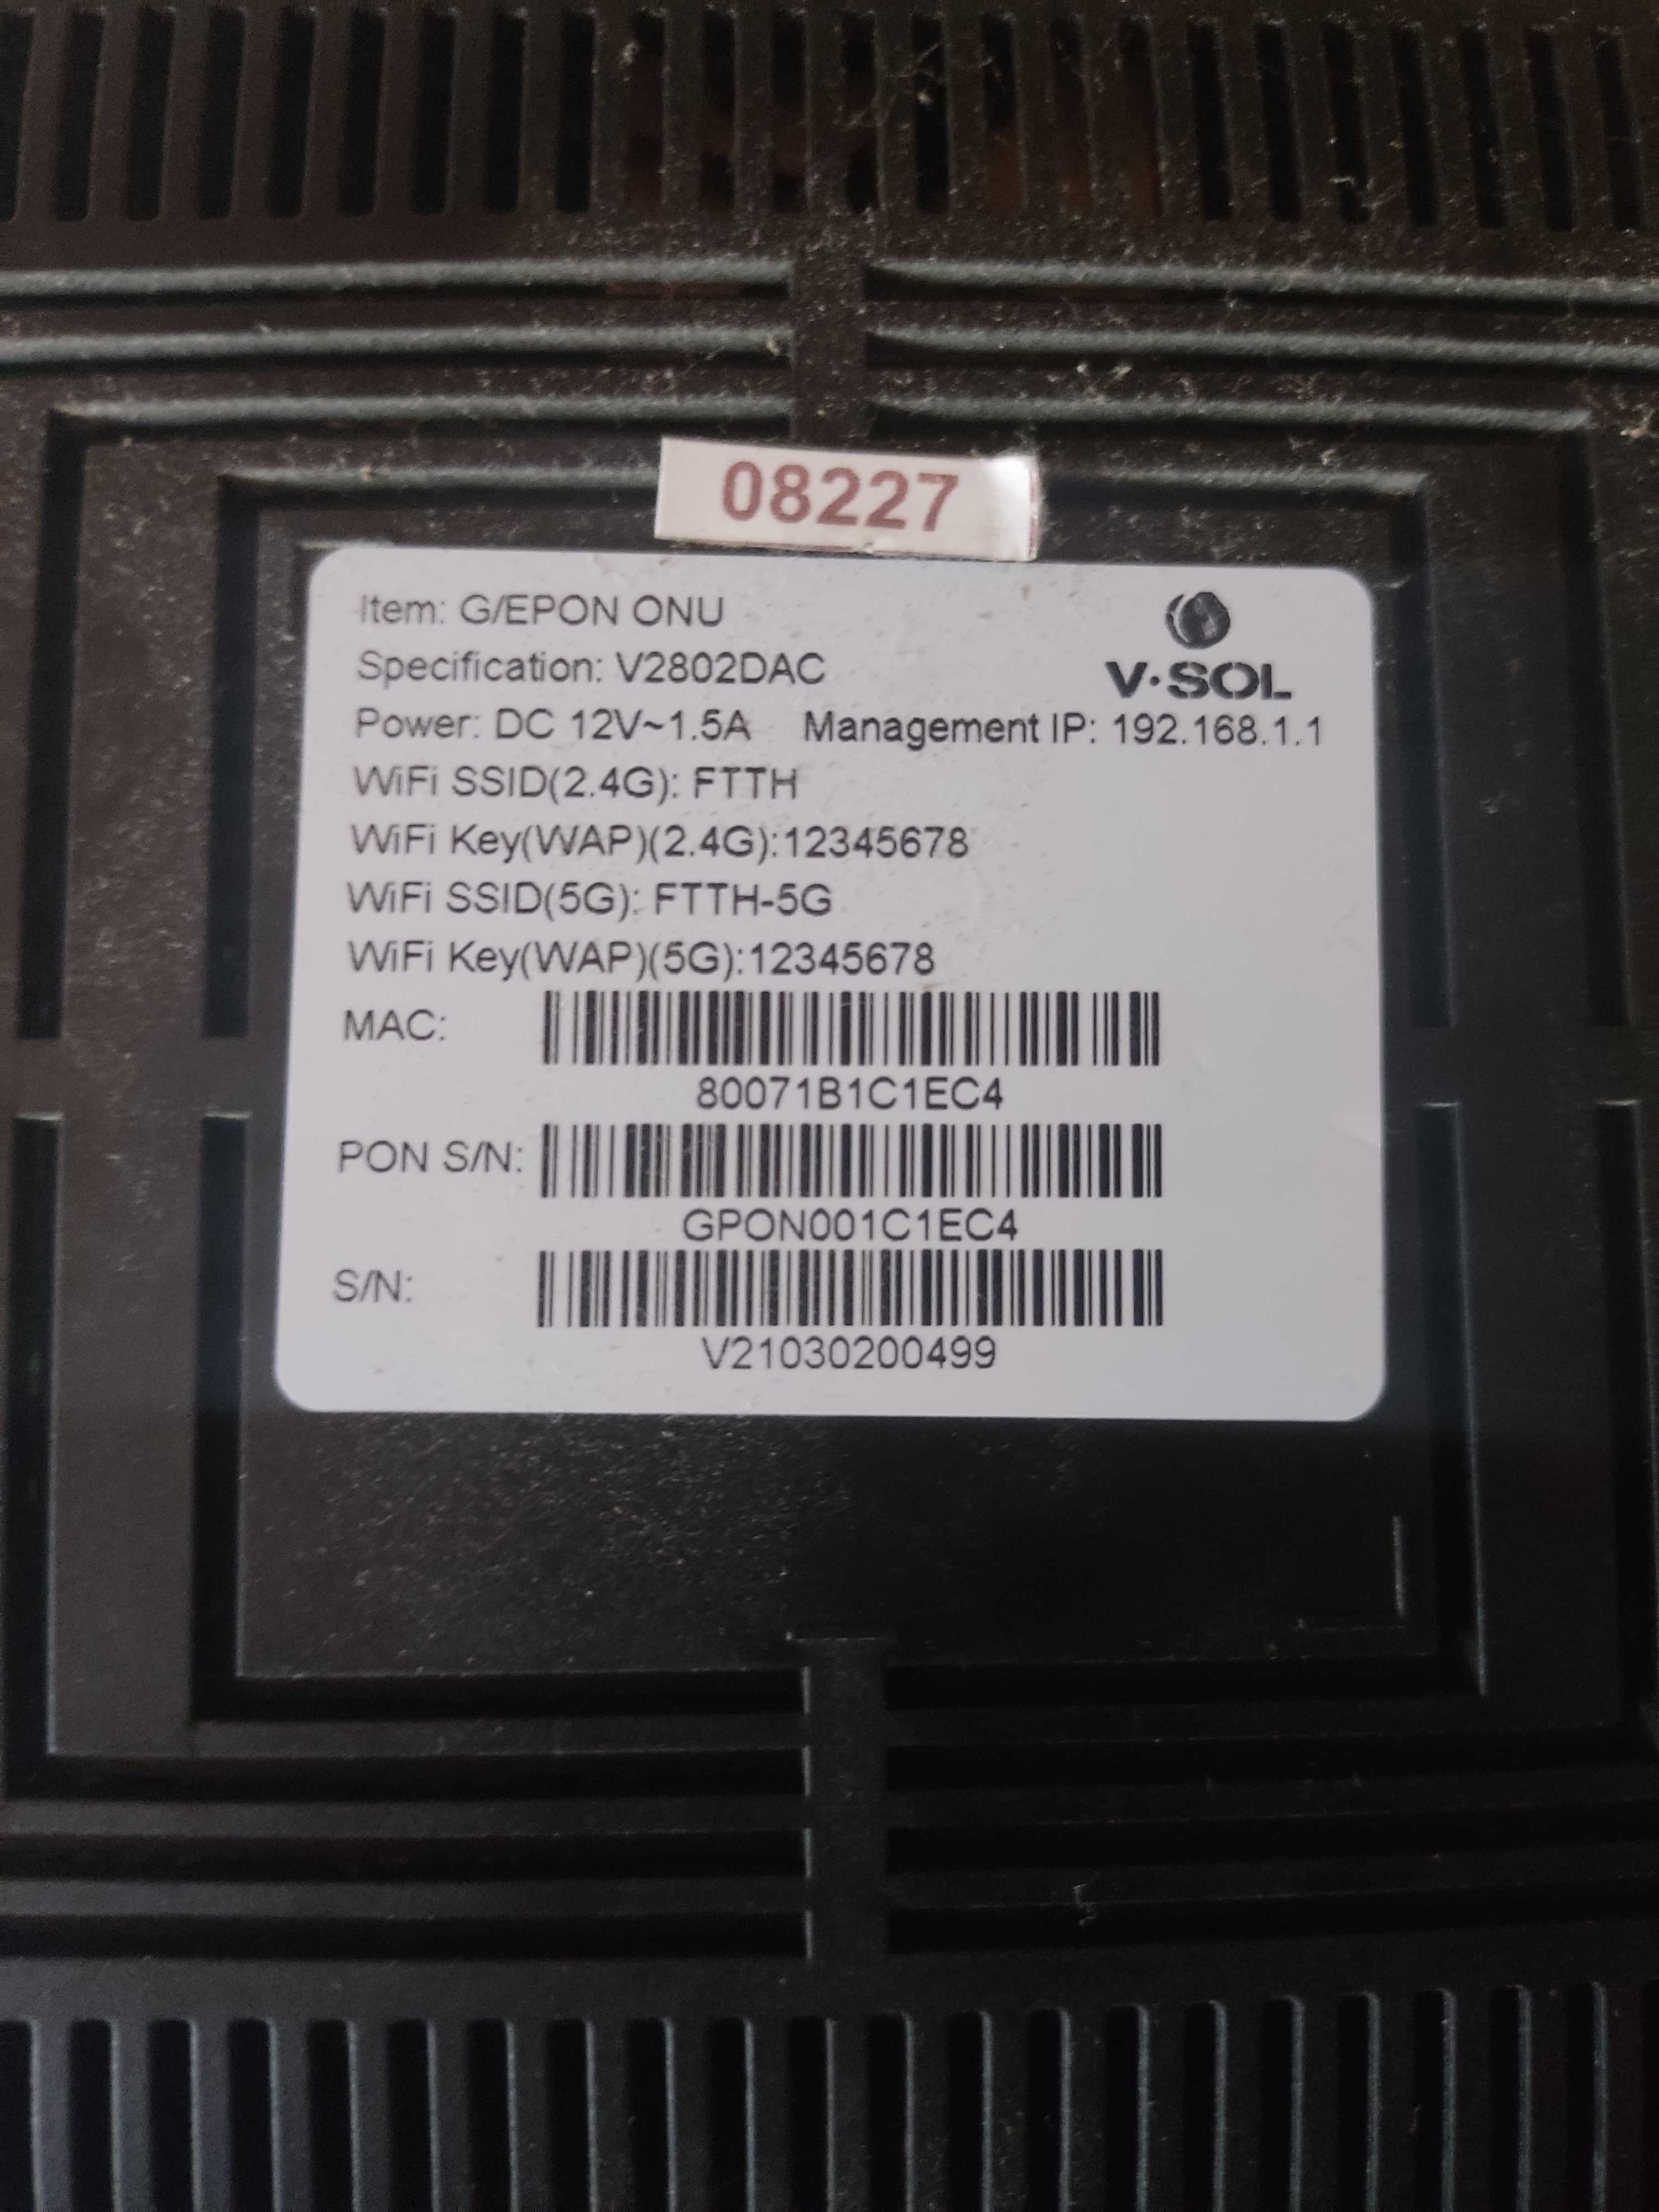 08227
Item: G/EPON ONU
V·SOL
Specification: V2802DAC
Power: DC 12V~1.5A Management IP: 192.168.1.1
WiFi SSID(2.4G): FTTH
WiFi Key(WAP)(2.4G):12345678
WiFi SSID(5G): FTTH-5G
WiFi Key(WAP)(5G):12345678
MAC:
80071B1C1EC4
PON S/N:
GPON001C1EC4
S/N:
V21030200499